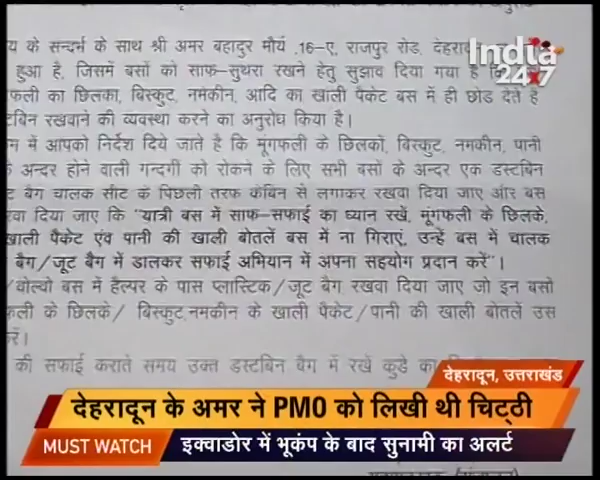 य के सन्दर्भ के साथ श्री अमर बहादुर मौर्य .16–ए, राजपुर रोड, देहरा
India 24x7
हुआ है, जिसमें बसों को साफ–सुथरा रखने हेतु सुझाव दिया गया है कि
फली का छिलका, बिस्कुट, नमकीन, आदि का खाली पैकेट बस में ही छोड देते है
टबिन रखवाने की व्यवस्था करने का अनुरोध किया है।
म में आपको निर्देश दिये जाते है कि मूंगफली के छिलकों, बिस्कुट, नमकीन, पानी
के अन्दर होने वाली गन्दगी को रोकने के लिए सभी बसों के अन्दर एक डस्टबिन
ट बैग चालक सीट के पिछली तरफ केबिन से लगाकर रखवा दिया जाए और बस
रवा दिया जाए कि "यात्री बस में साफ–सफाई का ध्यान रखें, मूंगफली के छिलके,
खाली पैकेट एंव पानी की खाली बोतलें बस में ना गिराएं, उन्हें बस में चालक
बैग/जूट बैग में डालकर सफाई अभियान में अपना सहयोग प्रदान करें"।
/वोल्वो बस में हैल्पर के पास प्लास्टिक/जूट बैग रखवा दिया जाए जो इन बसो
फली के छिलके/ बिस्कुट,नमकीन के खाली पैकेट/पानी की खाली बोतलें उस
करें।
की सफाई कराते समय उक्त डस्टबिन बैग में रखें कुडे का
देहरादून, उत्तराखंड
देहरादून के अमर ने PMO को लिखी थी चिट्ठी
MUST WATCH इक्वाडोर में भूकंप के बाद सुनामी का अलर्ट